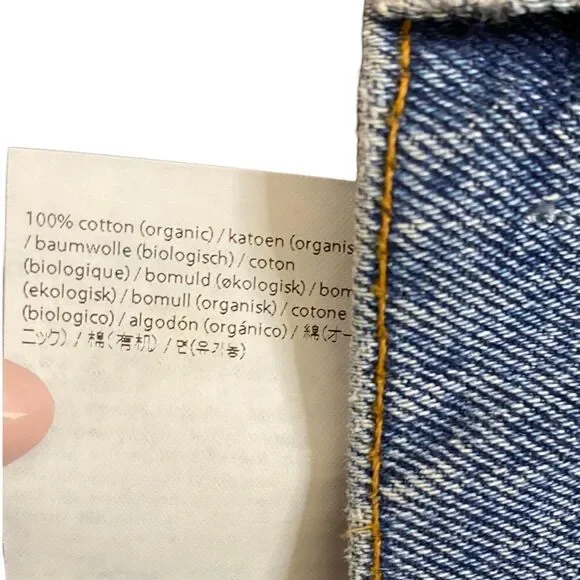 100% cotton (organic) / katoen (organis
/ baumwolle (biologisch) / coton
(biologique) / bomuld (økologisk) / bom
(ekologisk) / bomull (organisk) / cotone
(biologico) / algodón (orgánico) / 綿(オー
ニック) / 棉(有机) / 면(유기농)